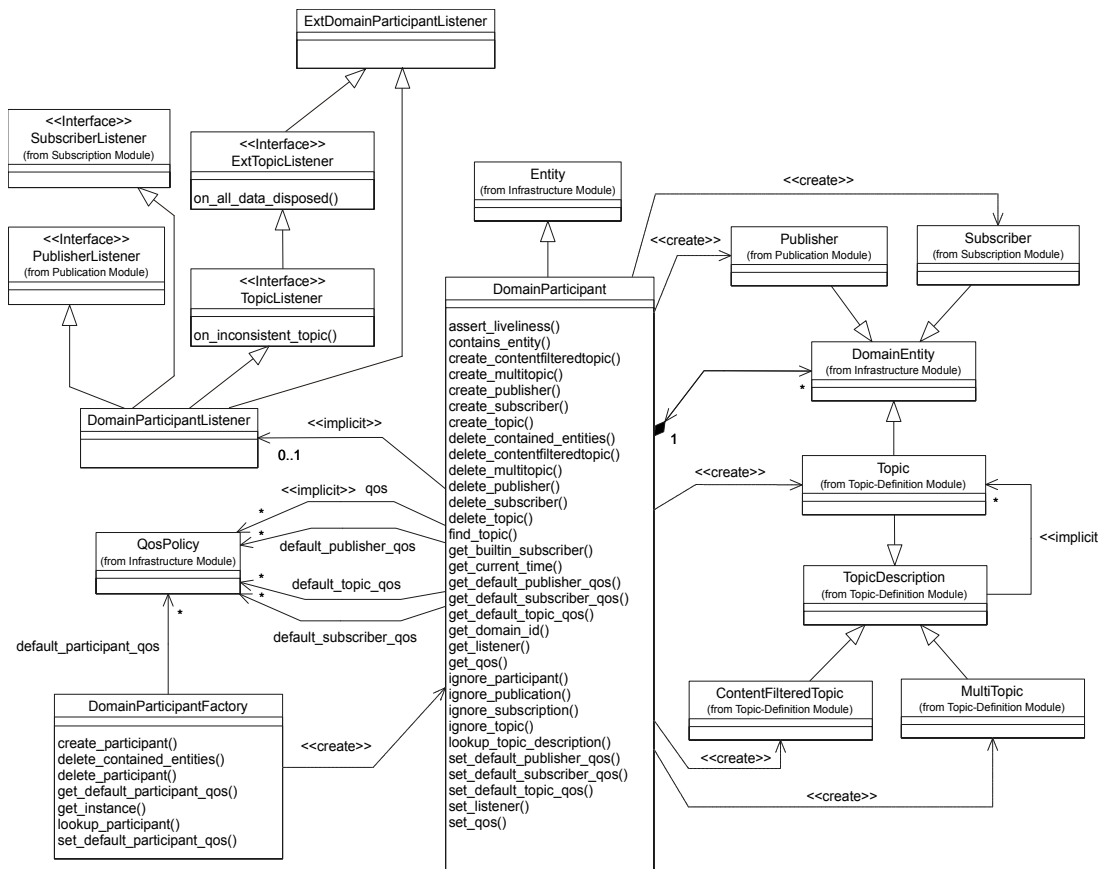 ExtDomainParticipantListener
<<Interface>>
SubscriberListener
(from Subscription Module)
<<Interface>>
ExtTopicListener
on_all_data_disposed()
<<Interface>>
PublisherListener
(from Publication Module)
<<Interface>>
TopicListener
on_inconsistent_topic()
DomainParticipantListener
<<implicit>>
0..1
Entity
(from Infrastructure Module)
<<create>>
<<create>>
Publisher
(from Publication Module)
Subscriber
(from Subscription Module)
DomainParticipant
assert_liveliness()
contains_entity()
create_contentfilteredtopic()
create_multitopic()
create_publisher()
create_subscriber()
create_topic()
delete_contained_entities()
delete_contentfilteredtopic()
delete_multitopic()
delete_publisher()
delete_subscriber()
delete_topic()
find_topic()
get_builtin_subscriber()
get_current_time()
get_default_publisher_qos()
get_default_subscriber_qos()
get_default_topic_qos()
get_domain_id()
get_listener()
get_qos()
ignore_participant()
ignore_publication()
ignore_subscription()
ignore_topic()
lookup_topic_description()
set_default_publisher_qos()
set_default_subscriber_qos()
set_default_topic_qos()
set_listener()
set_qos()
DomainEntity
(from Infrastructure Module)
*
1
<<create>>
Topic
(from Topic-Definition Module)
*
<<implicit
TopicDescription
(from Topic-Definition Module)
ContentFilteredTopic
(from Topic-Definition Module)
MultiTopic
(from Topic-Definition Module)
<<create>>
<<create>>
<<implicit>> qos
*
*
default_publisher_qos
QosPolicy
(from Infrastructure Module)
*
default_topic_qos
*
default_subscriber_qos
*
default_participant_qos
DomainParticipantFactory
create_participant()
delete_contained_entities()
delete_participant()
get_default_participant_qos()
get_instance()
lookup_participant()
set_default_participant_qos()
<<create>>